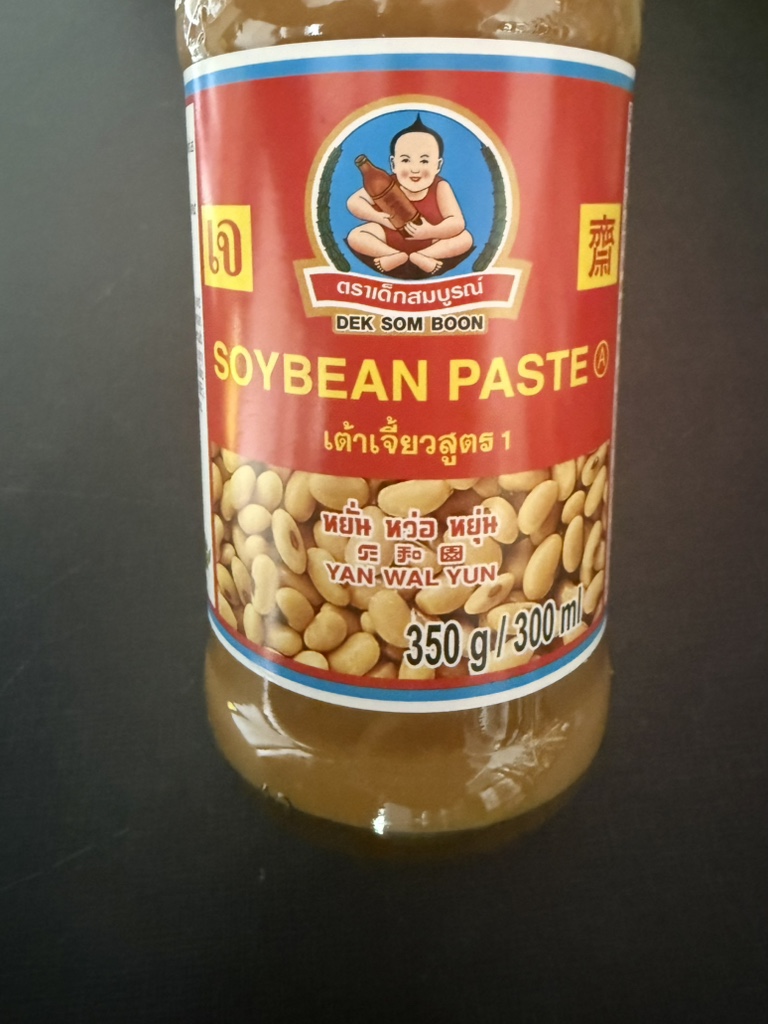 เจ
齋
ตราเด็กสมบูรณ์
DEK SOM BOON
SOYBEAN PASTE Ⓐ
เต้าเจี้ยวสูตร 1
หยั่น หว่อ หยุ่น
YAN WAL YUN
350 g / 300 ml